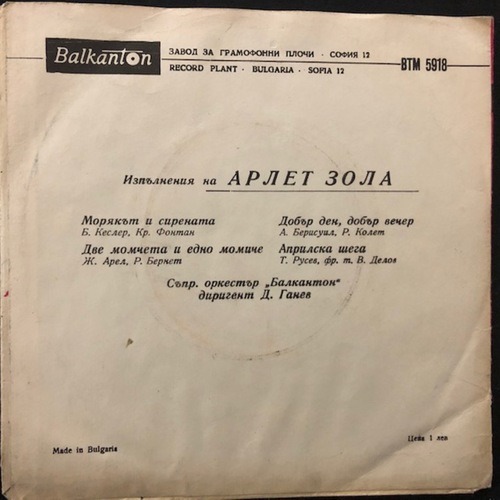 Balkanton
ЗАВОД ЗА ГРАМОФОННИ ПЛОЧИ · СОФИЯ 12
RECORD PLANT · BULGARIA · SOFIA 12
ВТМ 5918
Изпълнения на АРЛЕТ ЗОЛА
Морякът и сирената
Б. Кеслер, Кр. Фонтан
Две момчета и едно момиче
Ж. Арел, Р. Бернет
Добър ден, добър вечер
А. Берисуил, Р. Колет
Априлска шега
Т. Русев, фр. т. В. Делов
Съпр. оркестър „Балкантон“
диригент Д. Ганев
Made in Bulgaria
Цена 1 лев